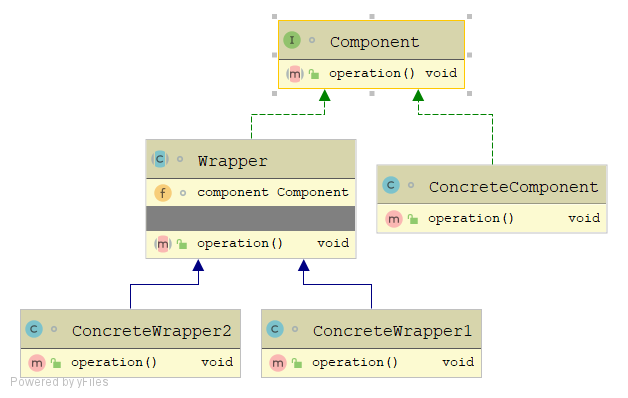 I Component
m operation() void
C Wrapper
f component Component
m operation() void
C ConcreteComponent
m operation() void
C ConcreteWrapper2
m operation() void
C ConcreteWrapper1
m operation() void
Powered by yFiles